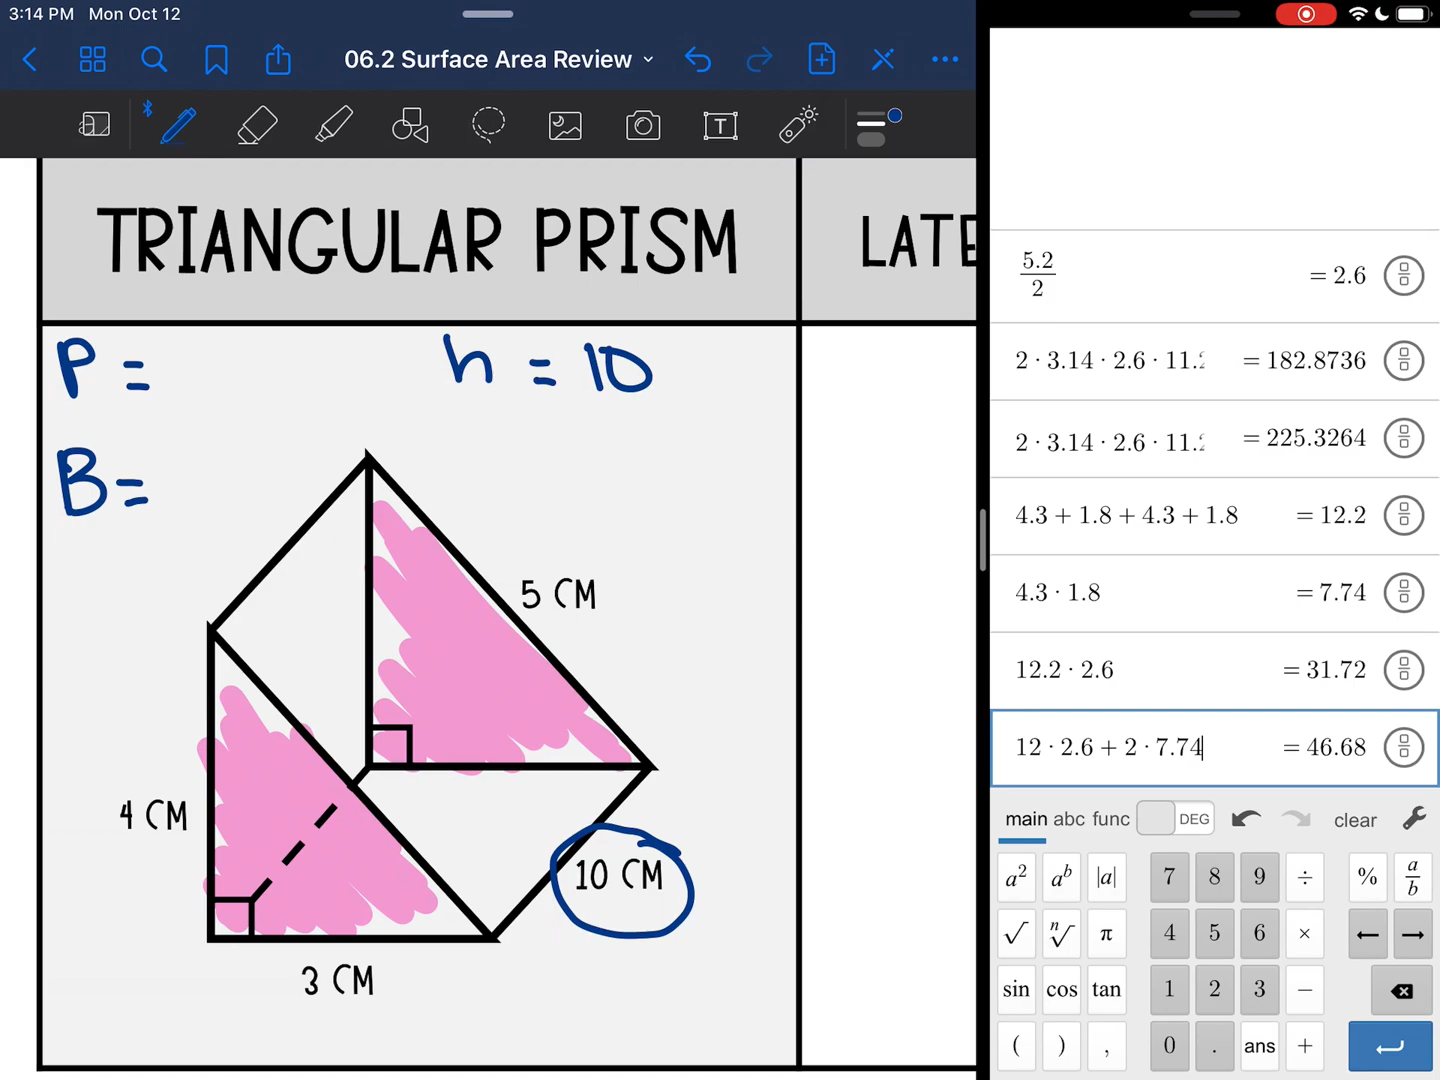 3:14 PM Mon Oct 12
06.2 Surface Area Review
T
TRIANGULAR PRISM
LATE
P =
h = 10
B =
5 CM
4 CM
10 CM
3 CM
5.2/2 = 2.6
2 · 3.14 · 2.6 · 11.2 = 182.8736
2 · 3.14 · 2.6 · 11.2 = 225.3264
4.3 + 1.8 + 4.3 + 1.8 = 12.2
4.3 · 1.8 = 7.74
12.2 · 2.6 = 31.72
12 · 2.6 + 2 · 7.74 = 46.68
main abc func DEG clear
a² aᵇ |a| 7 8 9 ÷ % a/b
√ ⁿ√ π 4 5 6 × ← →
sin cos tan 1 2 3 −
( ) , 0 . ans +